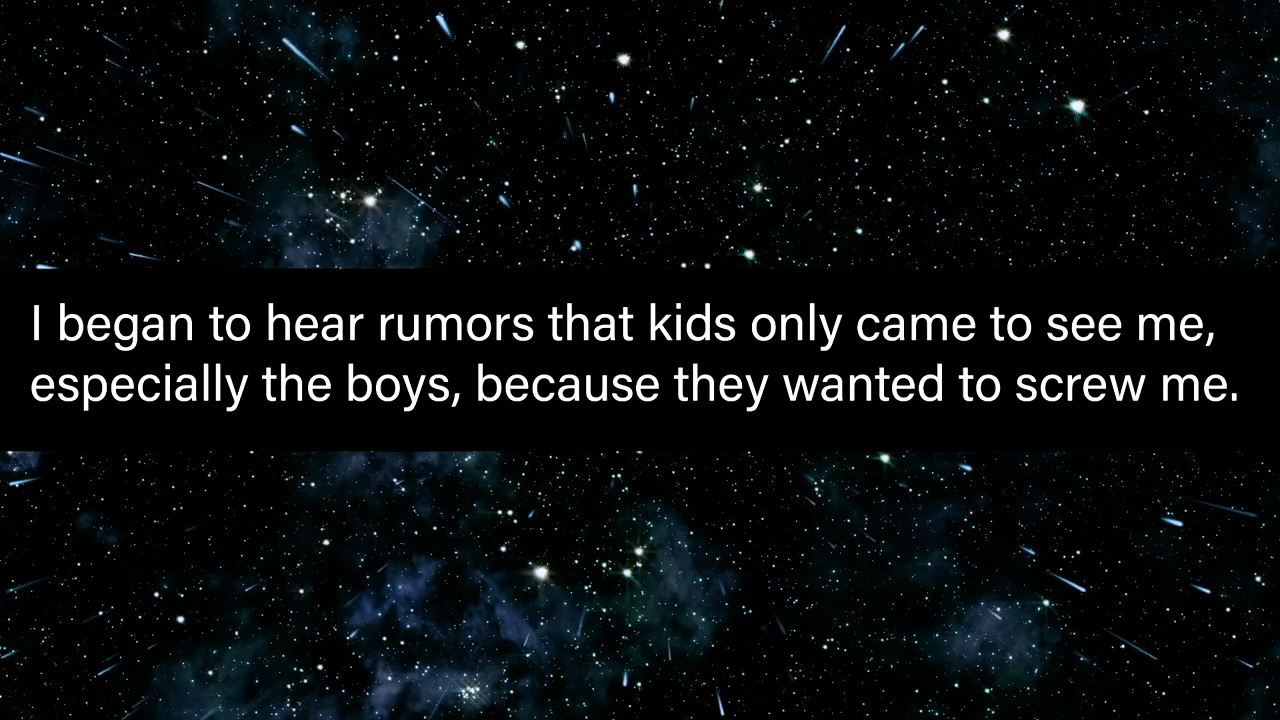 I began to hear rumors that kids only came to see me,
especially the boys, because they wanted to screw me.